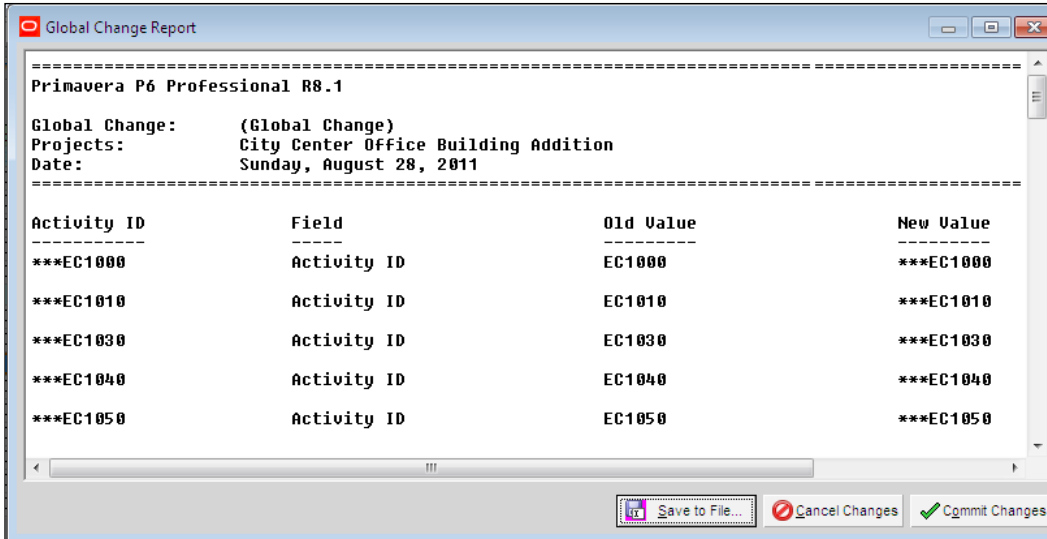 Global Change Report
================================================================================
Primavera P6 Professional R8.1
Global Change: (Global Change)
Projects: City Center Office Building Addition
Date: Sunday, August 28, 2011
================================================================================
Activity ID Field Old Value New Value
----------- ----- --------- ---------
***EC1000 Activity ID EC1000 ***EC1000
***EC1010 Activity ID EC1010 ***EC1010
***EC1030 Activity ID EC1030 ***EC1030
***EC1040 Activity ID EC1040 ***EC1040
***EC1050 Activity ID EC1050 ***EC1050
Save to File... Cancel Changes Commit Changes